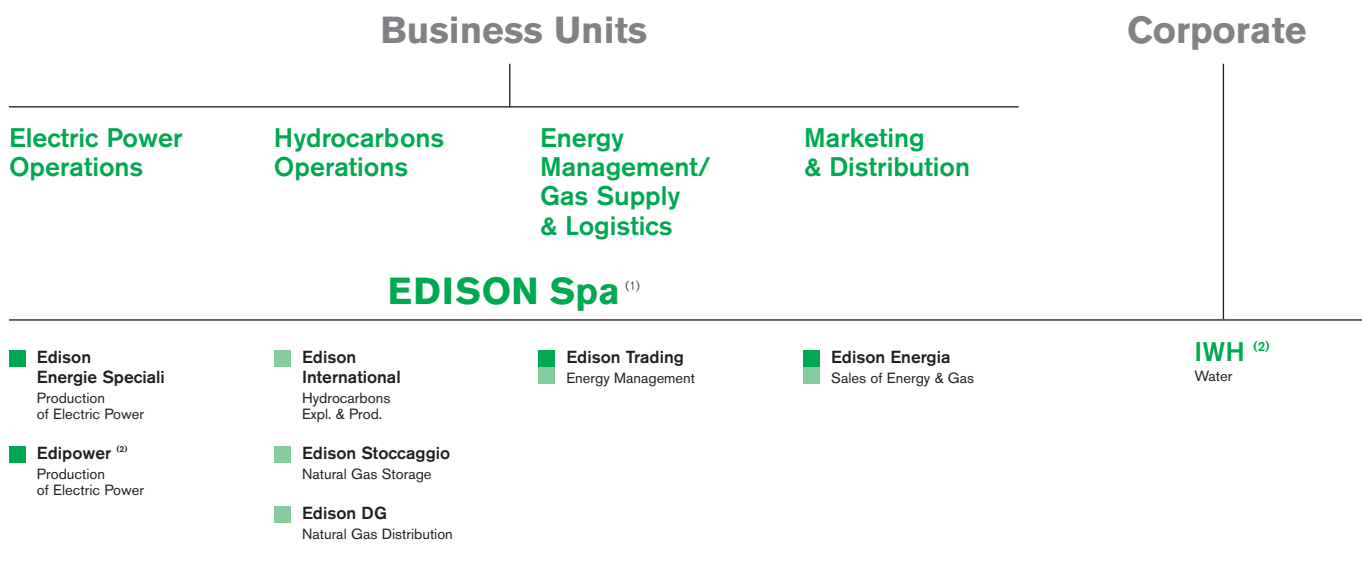 Business Units
Corporate
Electric Power
Operations
Hydrocarbons
Operations
Energy
Management/
Gas Supply
& Logistics
Marketing
& Distribution
EDISON Spa (1)
Edison
Energie Speciali
Production
of Electric Power
Edipower (2)
Production
of Electric Power
Edison
International
Hydrocarbons
Expl. & Prod.
Edison Stoccaggio
Natural Gas Storage
Edison DG
Natural Gas Distribution
Edison Trading
Energy Management
Edison Energia
Sales of Energy & Gas
IWH (2)
Water